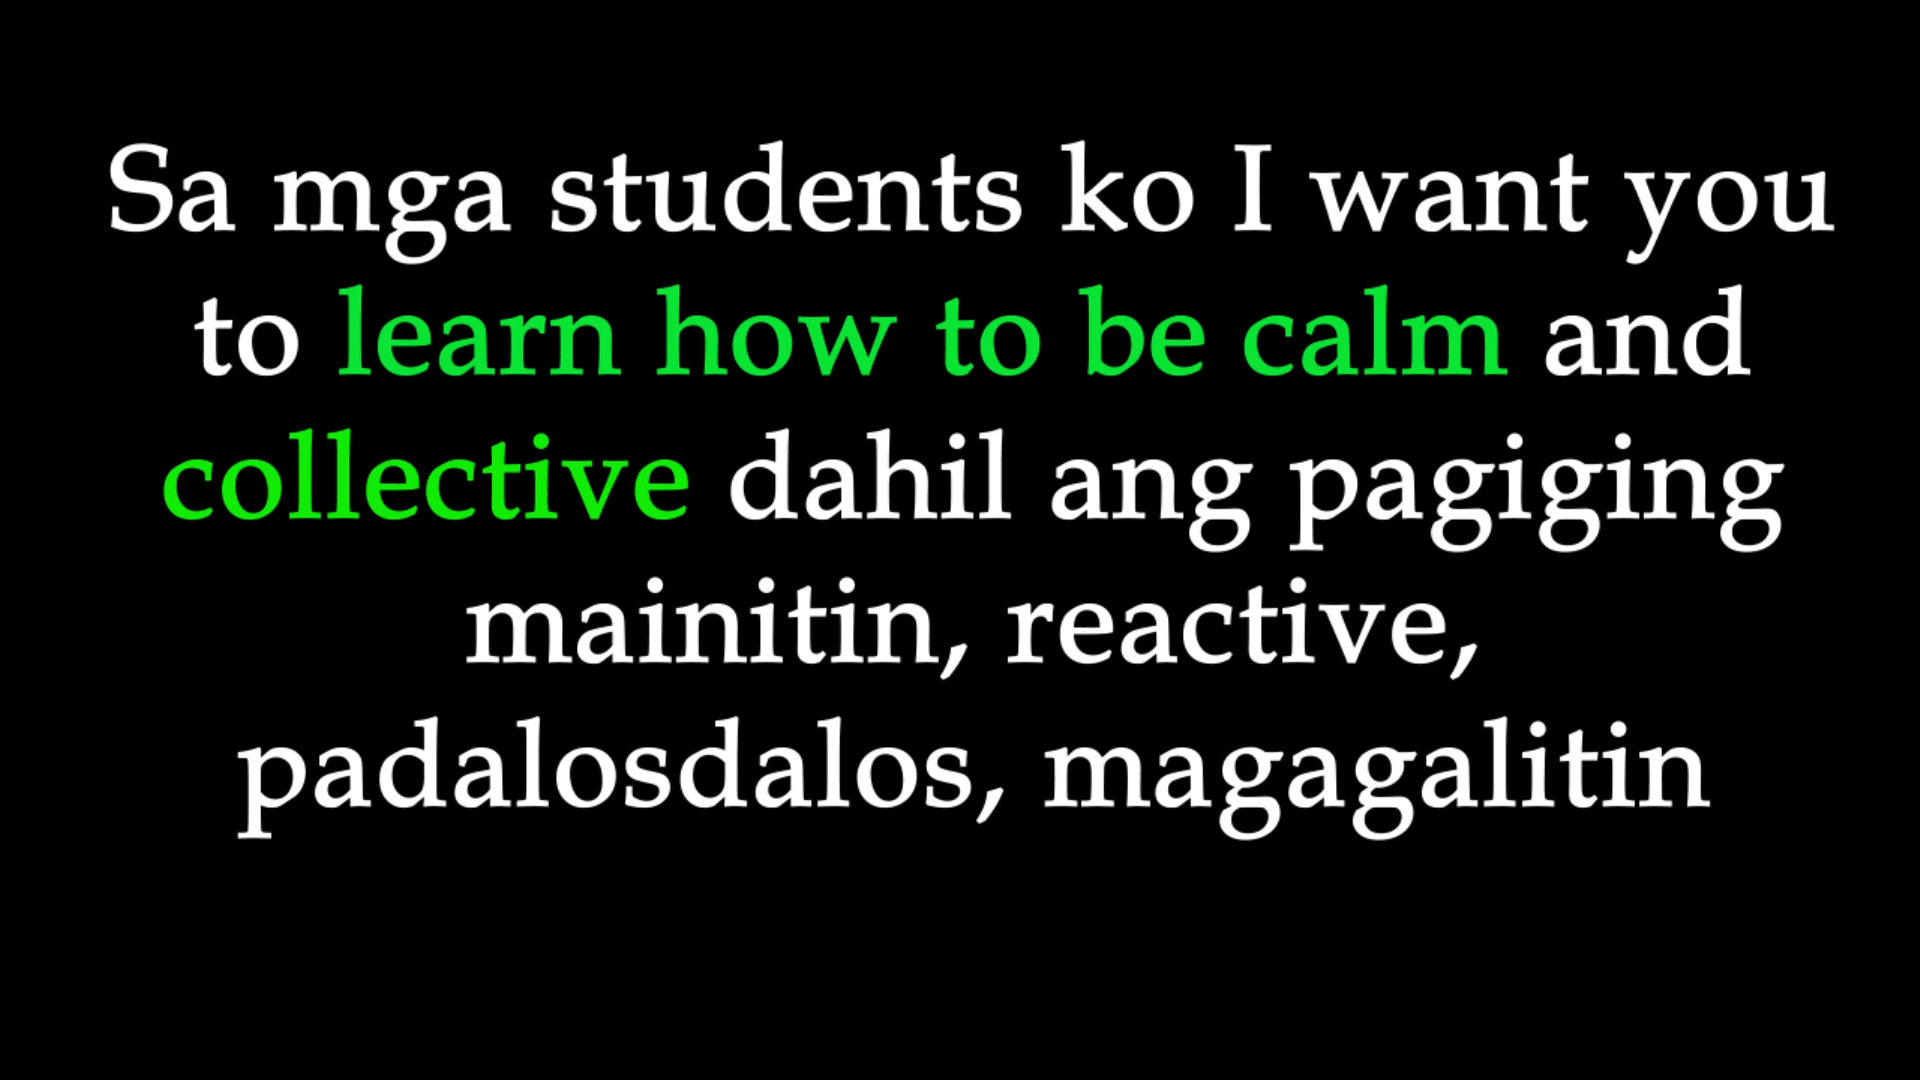 Sa mga students ko I want you
to learn how to be calm and
collective dahil ang pagiging
mainitin, reactive,
padalosdalos, magagalitin